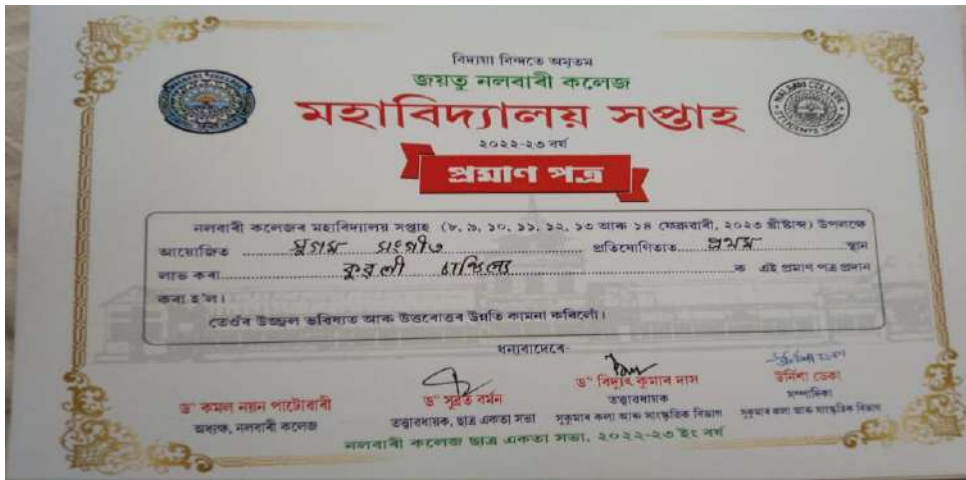 বিদ্যয়া বিন্দতে অমৃতম
জয়তু নলবাৰী কলেজ
মহাবিদ্যালয় সপ্তাহ
২০২২-২৩ বৰ্ষ
প্ৰমাণ পত্ৰ
নলবাৰী কলেজৰ মহাবিদ্যালয় সপ্তাহ (৮, ৯, ১০, ১১, ১২, ১৩ আৰু ১৪ ফেব্ৰুৱাৰী, ২০২৩ খ্ৰীষ্টাব্দ) উপলক্ষে
আয়োজিত সুগম সংগীত প্ৰতিযোগিতাত প্ৰথম স্থান
লাভ কৰা ক এই প্ৰমাণ পত্ৰ প্ৰদান
কৰা হ'ল।
তেওঁৰ উজ্জ্বল ভৱিষ্যত আৰু উত্তৰোত্তৰ উন্নতি কামনা কৰিলোঁ।
ধন্যবাদেৰে-
ড° কমল নয়ন পাটোৱাৰী
অধ্যক্ষ, নলবাৰী কলেজ
ড° সুব্ৰত বৰ্মন
তত্ত্বাৱধায়ক, ছাত্ৰ একতা সভা
ড° বিদ্যুৎ কুমাৰ দাস
তত্ত্বাৱধায়ক
সুকুমাৰ কলা আৰু সাংস্কৃতিক বিভাগ
ডেকা
সম্পাদিকা
সুকুমাৰ কলা আৰু সাংস্কৃতিক বিভাগ
নলবাৰী কলেজ ছাত্ৰ একতা সভা, ২০২২-২৩ ইং বৰ্ষ
NALBARI COLLEGE
STUDENTS UNION